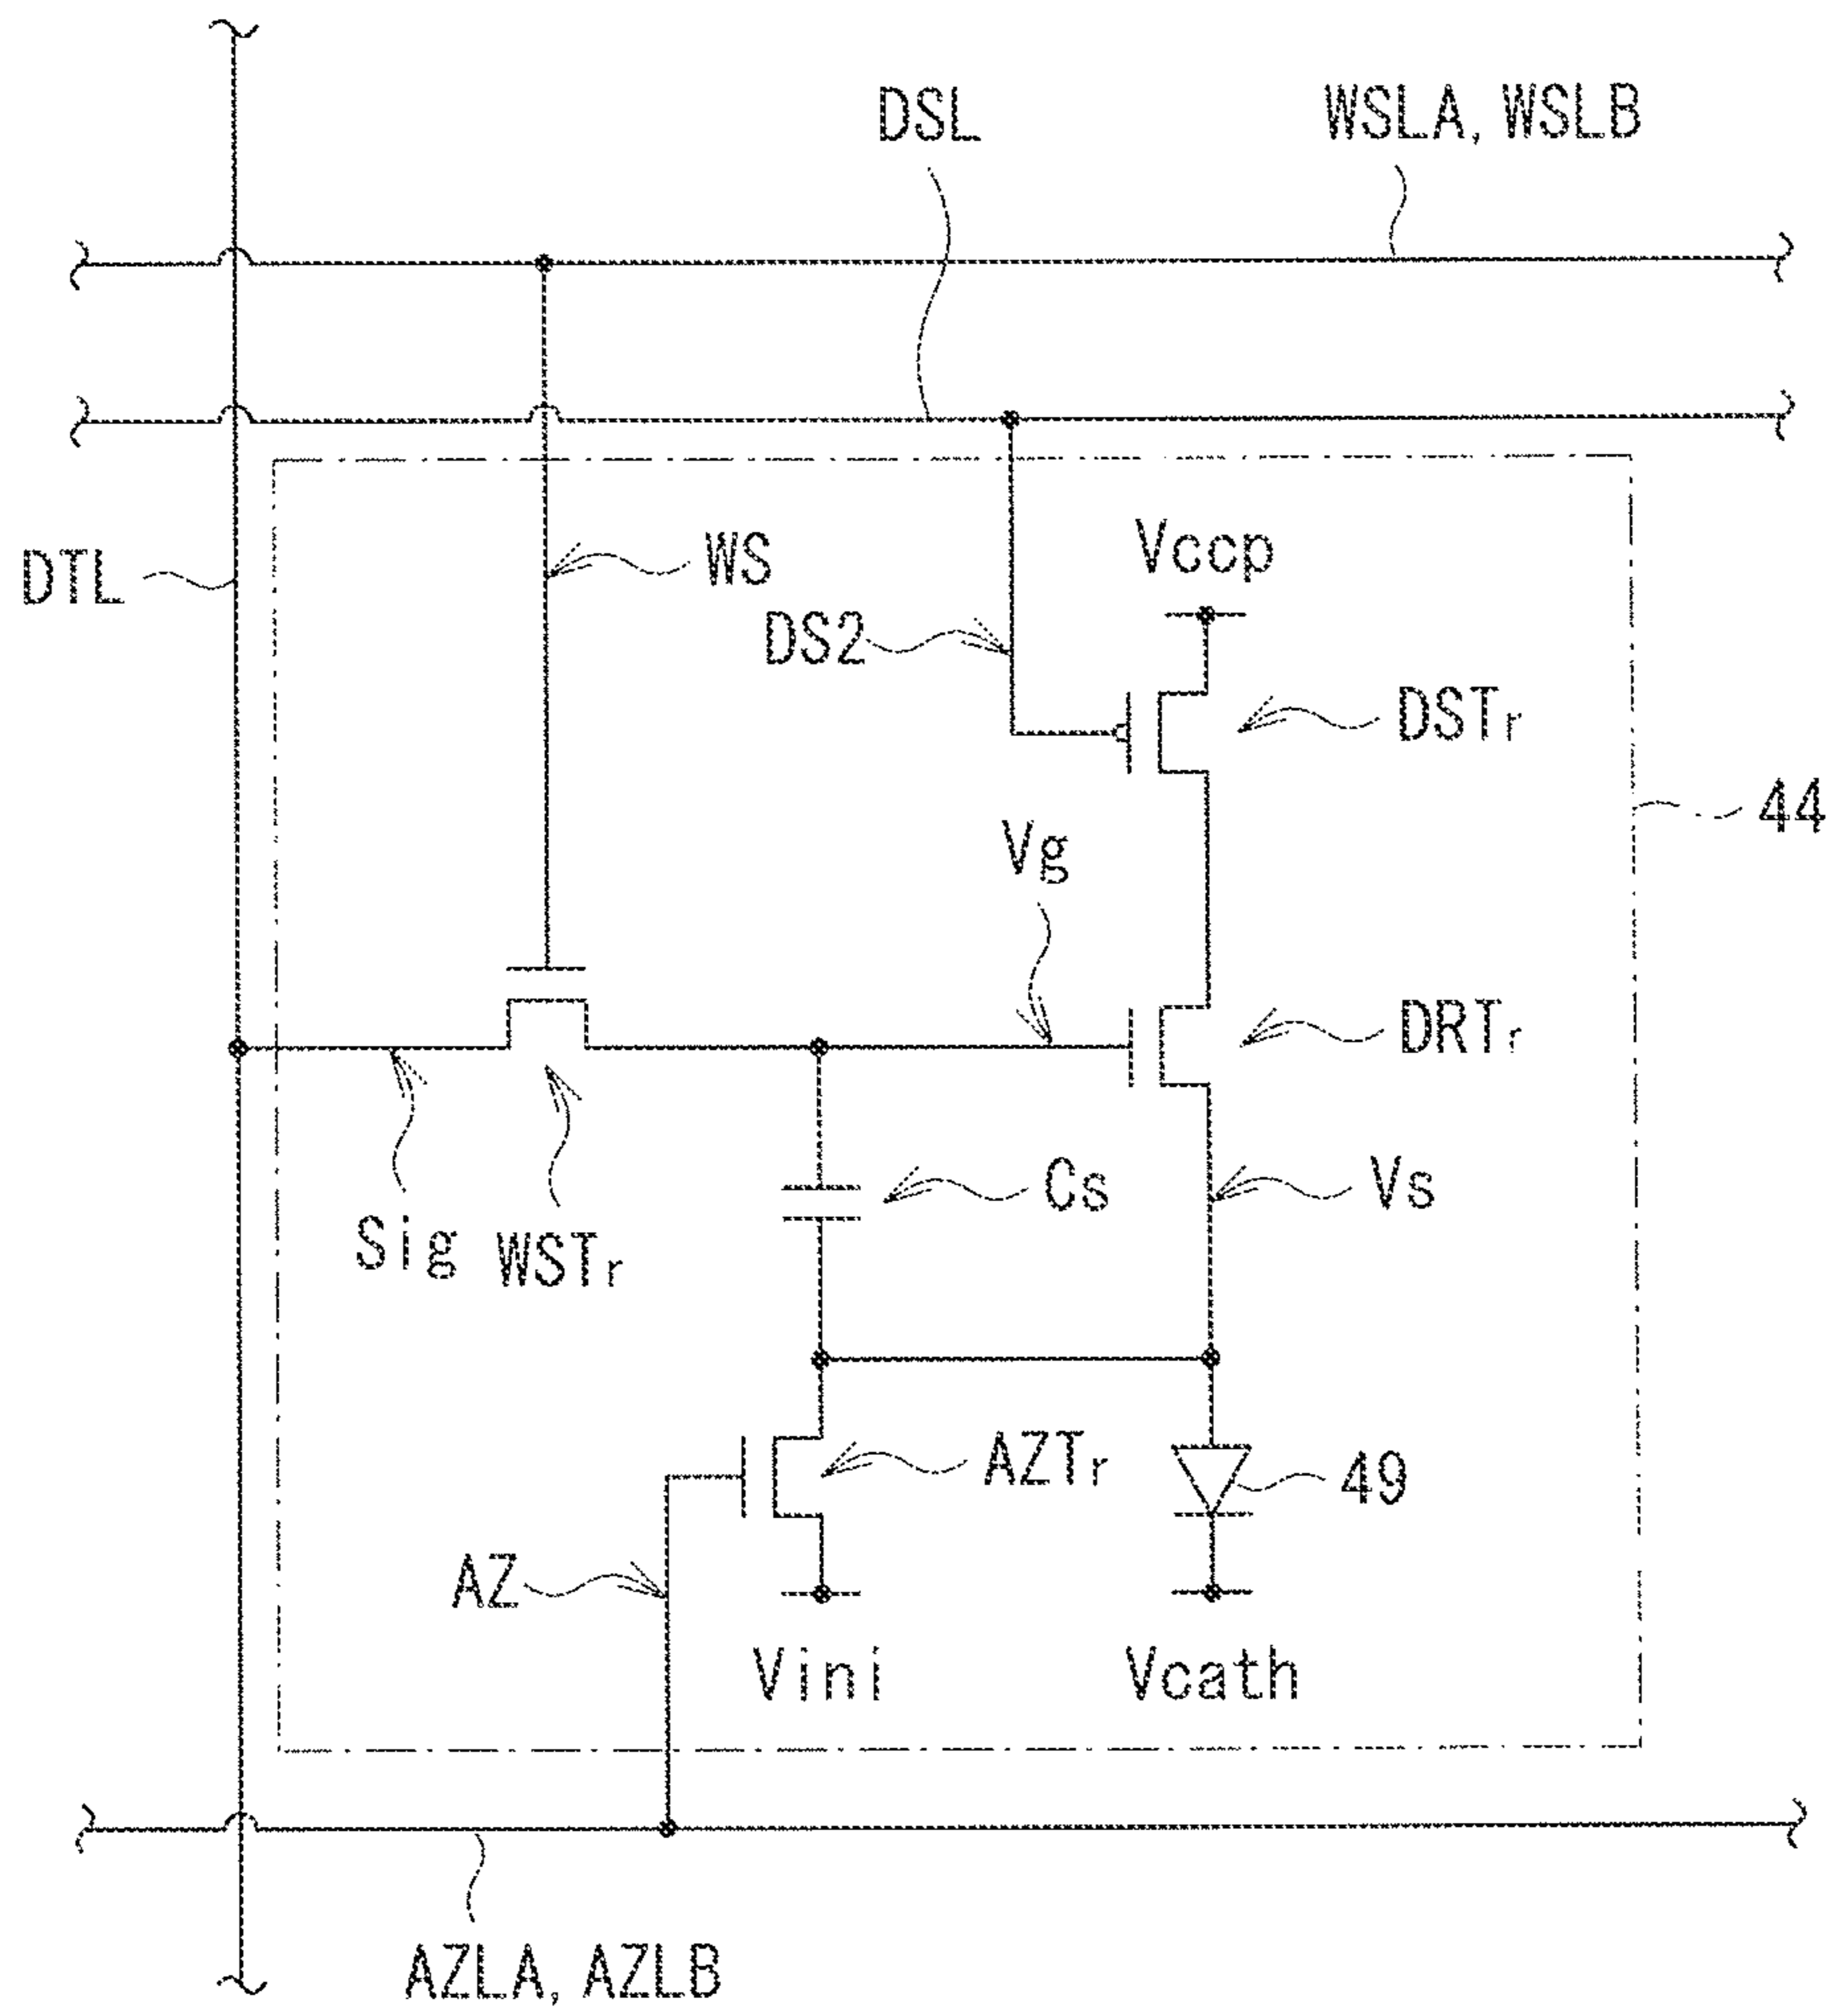 DSL
WSLA, WSLB
DTL
WS
Vccp
DS2
DSTr
44
Vg
DRTr
Cs
Vs
Sig
WSTr
AZTr
49
AZ
Vini
Vcath
AZLA, AZLB